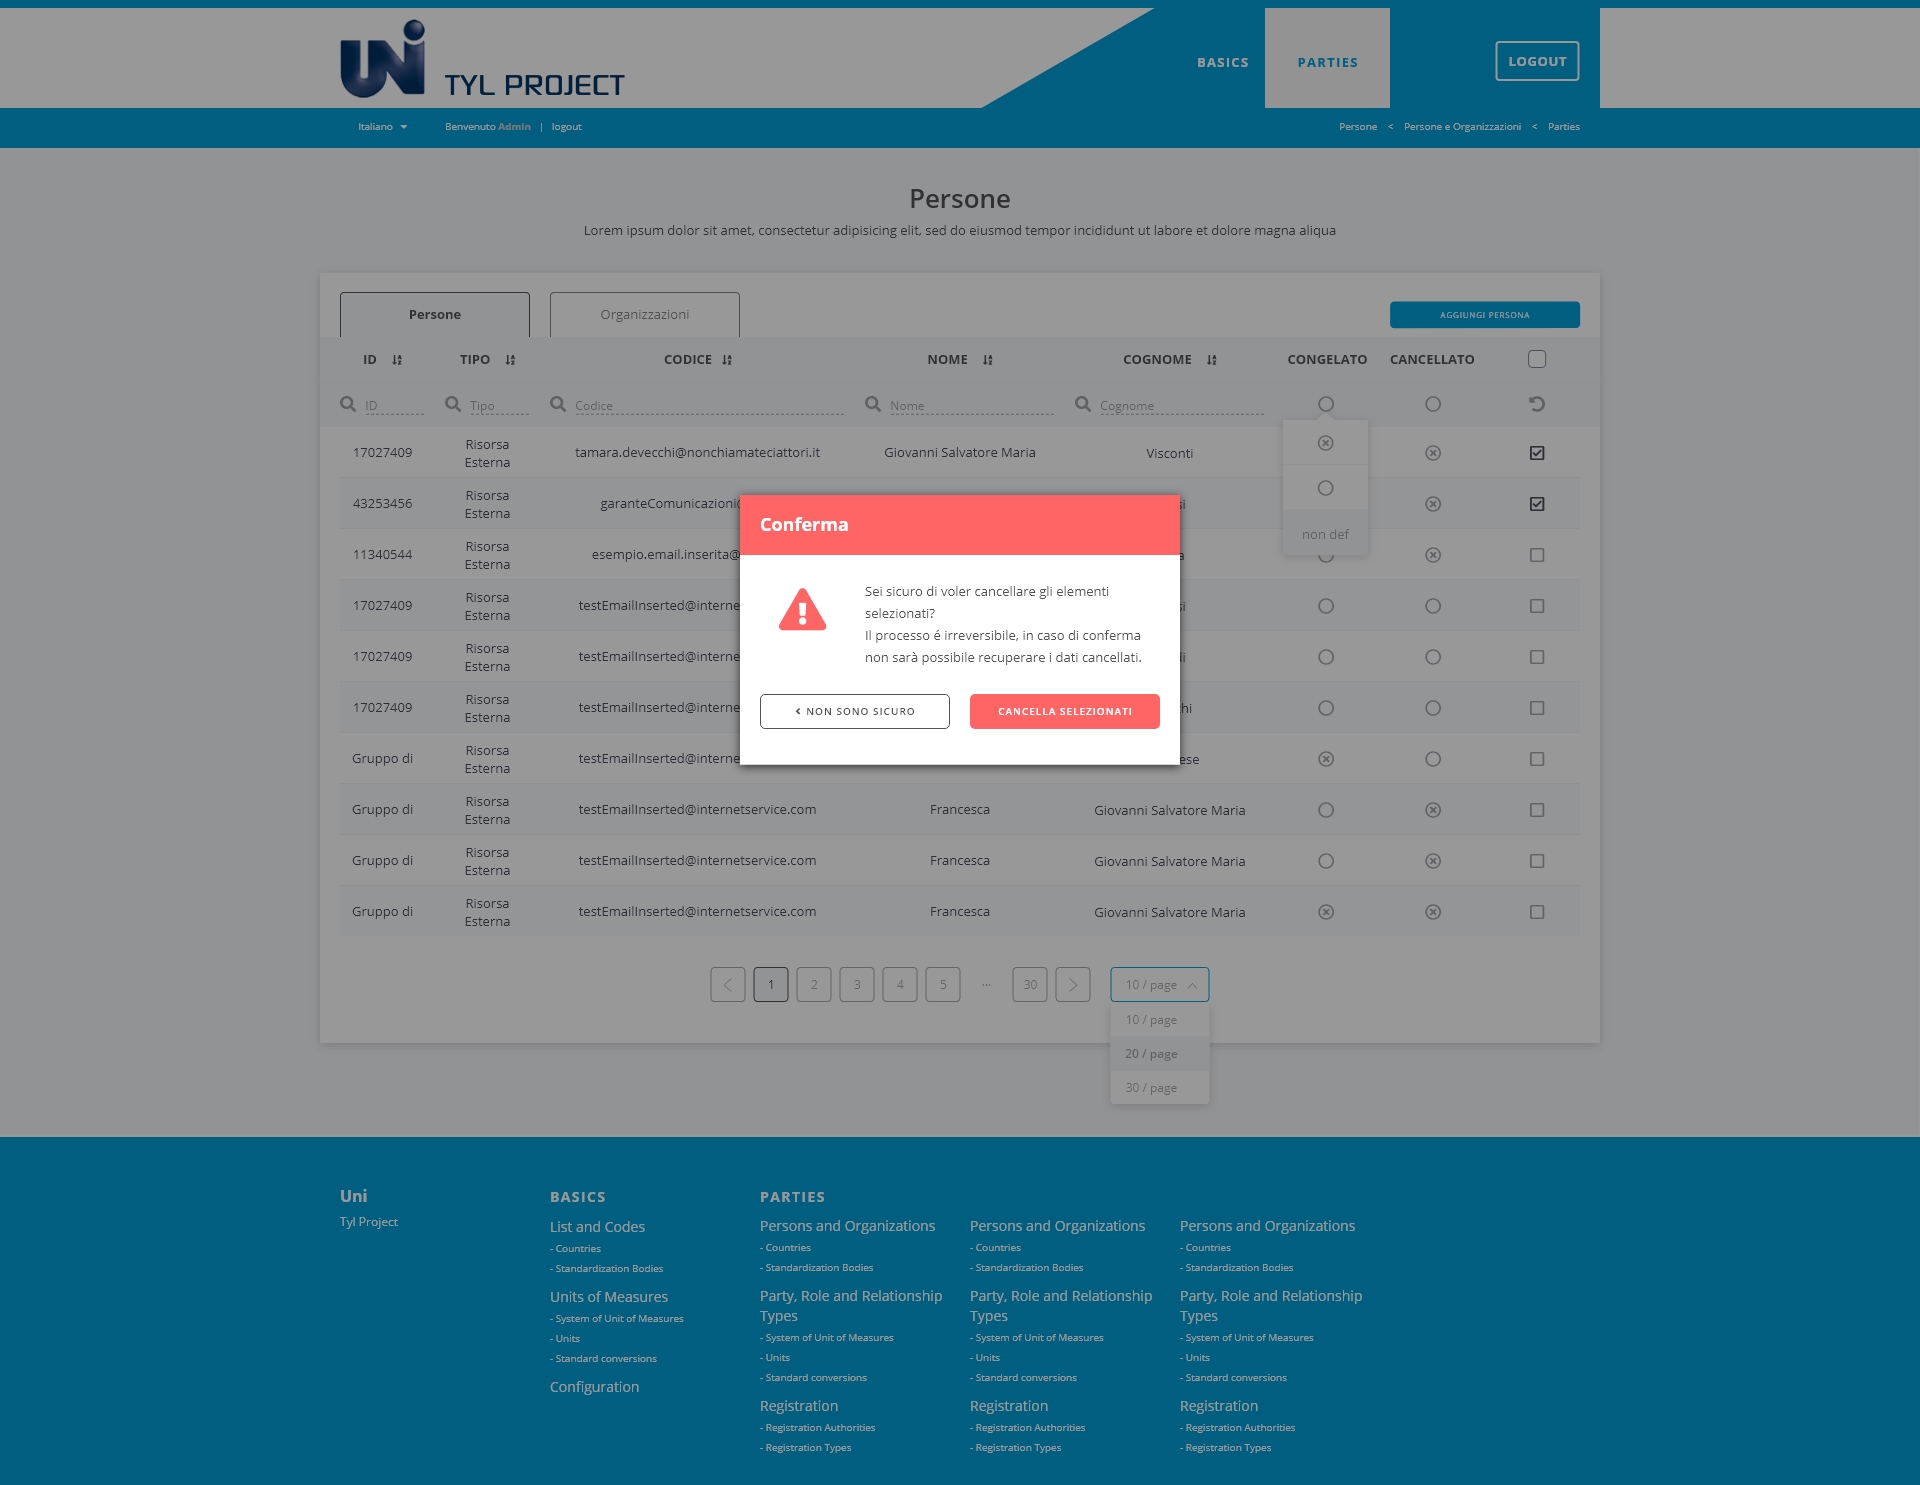 UNI TYL PROJECT
BASICS
PARTIES
LOGOUT
Italiano
Benvenuto Admin | logout
Persone < Persone e Organizzazioni < Parties
Persone
Lorem ipsum dolor sit amet, consectetur adipisicing elit, sed do eiusmod tempor incididunt ut labore et dolore magna aliqua
Persone
Organizzazioni
AGGIUNGI PERSONA
ID TIPO CODICE NOME COGNOME CONGELATO CANCELLATO
ID Tipo Codice Nome Cognome
17027409 Risorsa Esterna tamara.devecchi@nonchiamateciattori.it Giovanni Salvatore Maria Visconti
43253456 Risorsa Esterna
non def
11340544 Risorsa Esterna esempio.email.inserita@
17027409 Risorsa Esterna testEmailInserted@interne
17027409 Risorsa Esterna testEmailInserted@interne
17027409 Risorsa Esterna testEmailInserted@interne
Gruppo di Risorsa Esterna testEmailInserted@interne
Gruppo di Risorsa Esterna testEmailInserted@internetservice.com Francesca Giovanni Salvatore Maria
Gruppo di Risorsa Esterna testEmailInserted@internetservice.com Francesca Giovanni Salvatore Maria
Gruppo di Risorsa Esterna testEmailInserted@internetservice.com Francesca Giovanni Salvatore Maria
Conferma
Sei sicuro di voler cancellare gli elementi
selezionati?
Il processo é irreversibile, in caso di conferma
non sarà possibile recuperare i dati cancellati.
NON SONO SICURO
CANCELLA SELEZIONATI
< 1 2 3 4 5 ... 30 > 10 / page
10 / page
20 / page
30 / page
Uni
Tyl Project
BASICS
List and Codes
- Countries
- Standardization Bodies
Units of Measures
- System of Unit of Measures
- Units
- Standard conversions
Configuration
PARTIES
Persons and Organizations
- Countries
- Standardization Bodies
Party, Role and Relationship
Types
- System of Unit of Measures
- Units
- Standard conversions
Registration
- Registration Authorities
- Registration Types
Persons and Organizations
- Countries
- Standardization Bodies
Party, Role and Relationship
Types
- System of Unit of Measures
- Units
- Standard conversions
Registration
- Registration Authorities
- Registration Types
Persons and Organizations
- Countries
- Standardization Bodies
Party, Role and Relationship
Types
- System of Unit of Measures
- Units
- Standard conversions
Registration
- Registration Authorities
- Registration Types